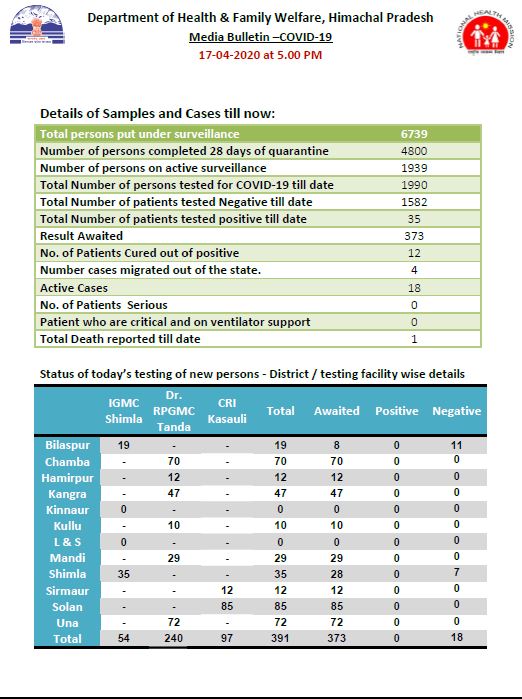 Department of Health & Family Welfare, Himachal Pradesh
Media Bulletin –COVID-19
17-04-2020 at 5.00 PM
NATIONAL HEALTH MISSION
Details of Samples and Cases till now:
Total persons put under surveillance 6739
Number of persons completed 28 days of quarantine 4800
Number of persons on active surveillance 1939
Total Number of persons tested for COVID-19 till date 1990
Total Number of patients tested Negative till date 1582
Total Number of patients tested positive till date 35
Result Awaited 373
No. of Patients Cured out of positive 12
Number cases migrated out of the state. 4
Active Cases 18
No. of Patients Serious 0
Patient who are critical and on ventilator support 0
Total Death reported till date 1
Status of today's testing of new persons - District / testing facility wise details
IGMC Shimla Dr. RPGMC Tanda CRI Kasauli Total Awaited Positive Negative
Bilaspur 19 - - 19 8 0 11
Chamba - 70 - 70 70 0 0
Hamirpur - 12 - 12 12 0 0
Kangra - 47 - 47 47 0 0
Kinnaur 0 - - 0 0 0 0
Kullu - 10 - 10 10 0 0
L & S 0 - - 0 0 0 0
Mandi - 29 - 29 29 0 0
Shimla 35 - - 35 28 0 7
Sirmaur - - 12 12 12 0 0
Solan - - 85 85 85 0 0
Una - 72 - 72 72 0 0
Total 54 240 97 391 373 0 18